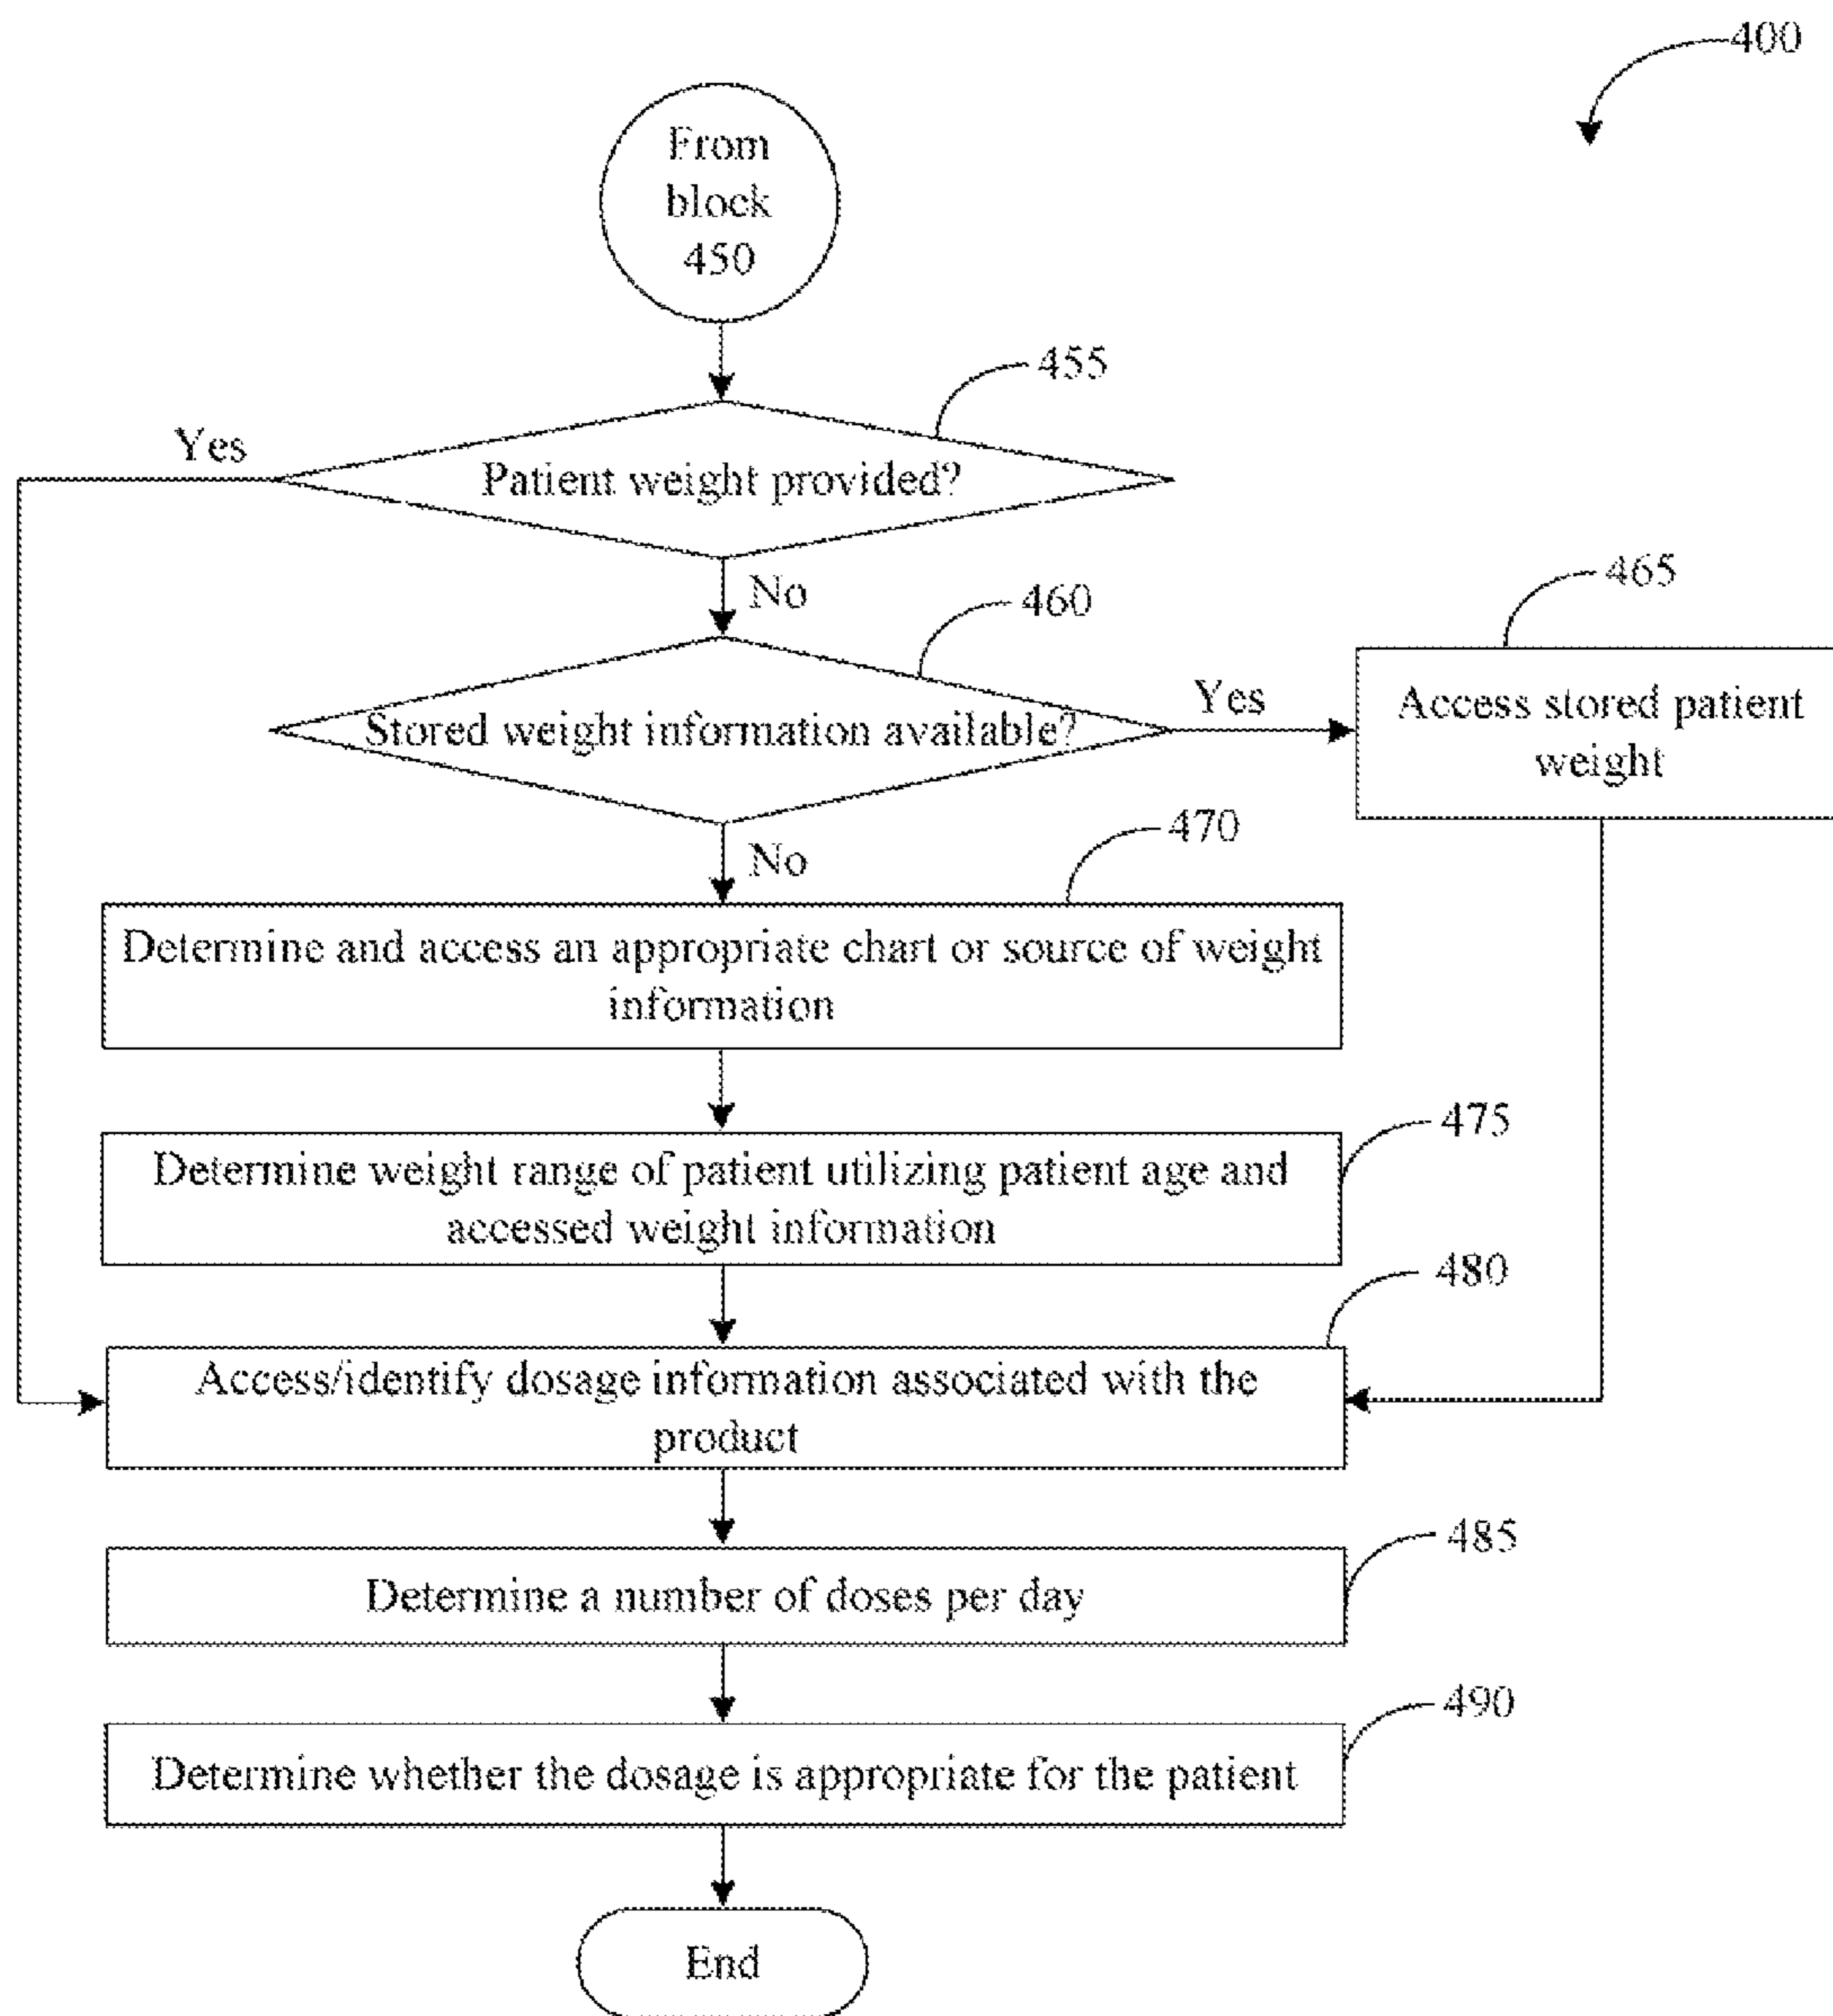 400
From
block
450
455
Yes
Patient weight provided?
No
460
465
Stored weight information available?
Yes
Access stored patient
weight
No
470
Determine and access an appropriate chart or source of weight
information
475
Determine weight range of patient utilizing patient age and
accessed weight information
480
Access/identify dosage information associated with the
product
485
Determine a number of doses per day
490
Determine whether the dosage is appropriate for the patient
End